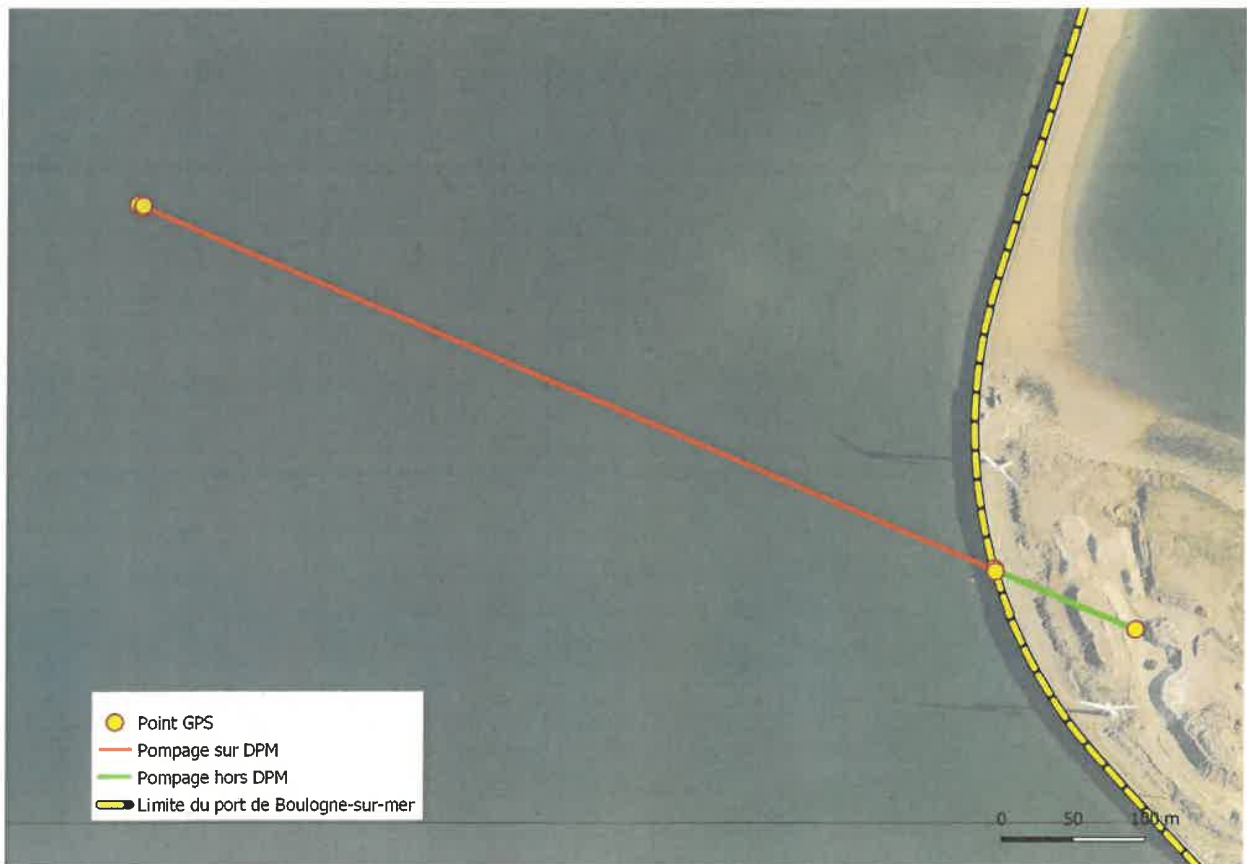 Point GPS
Pompage sur DPM
Pompage hors DPM
Limite du port de Boulogne-sur-mer
0 50 100 m